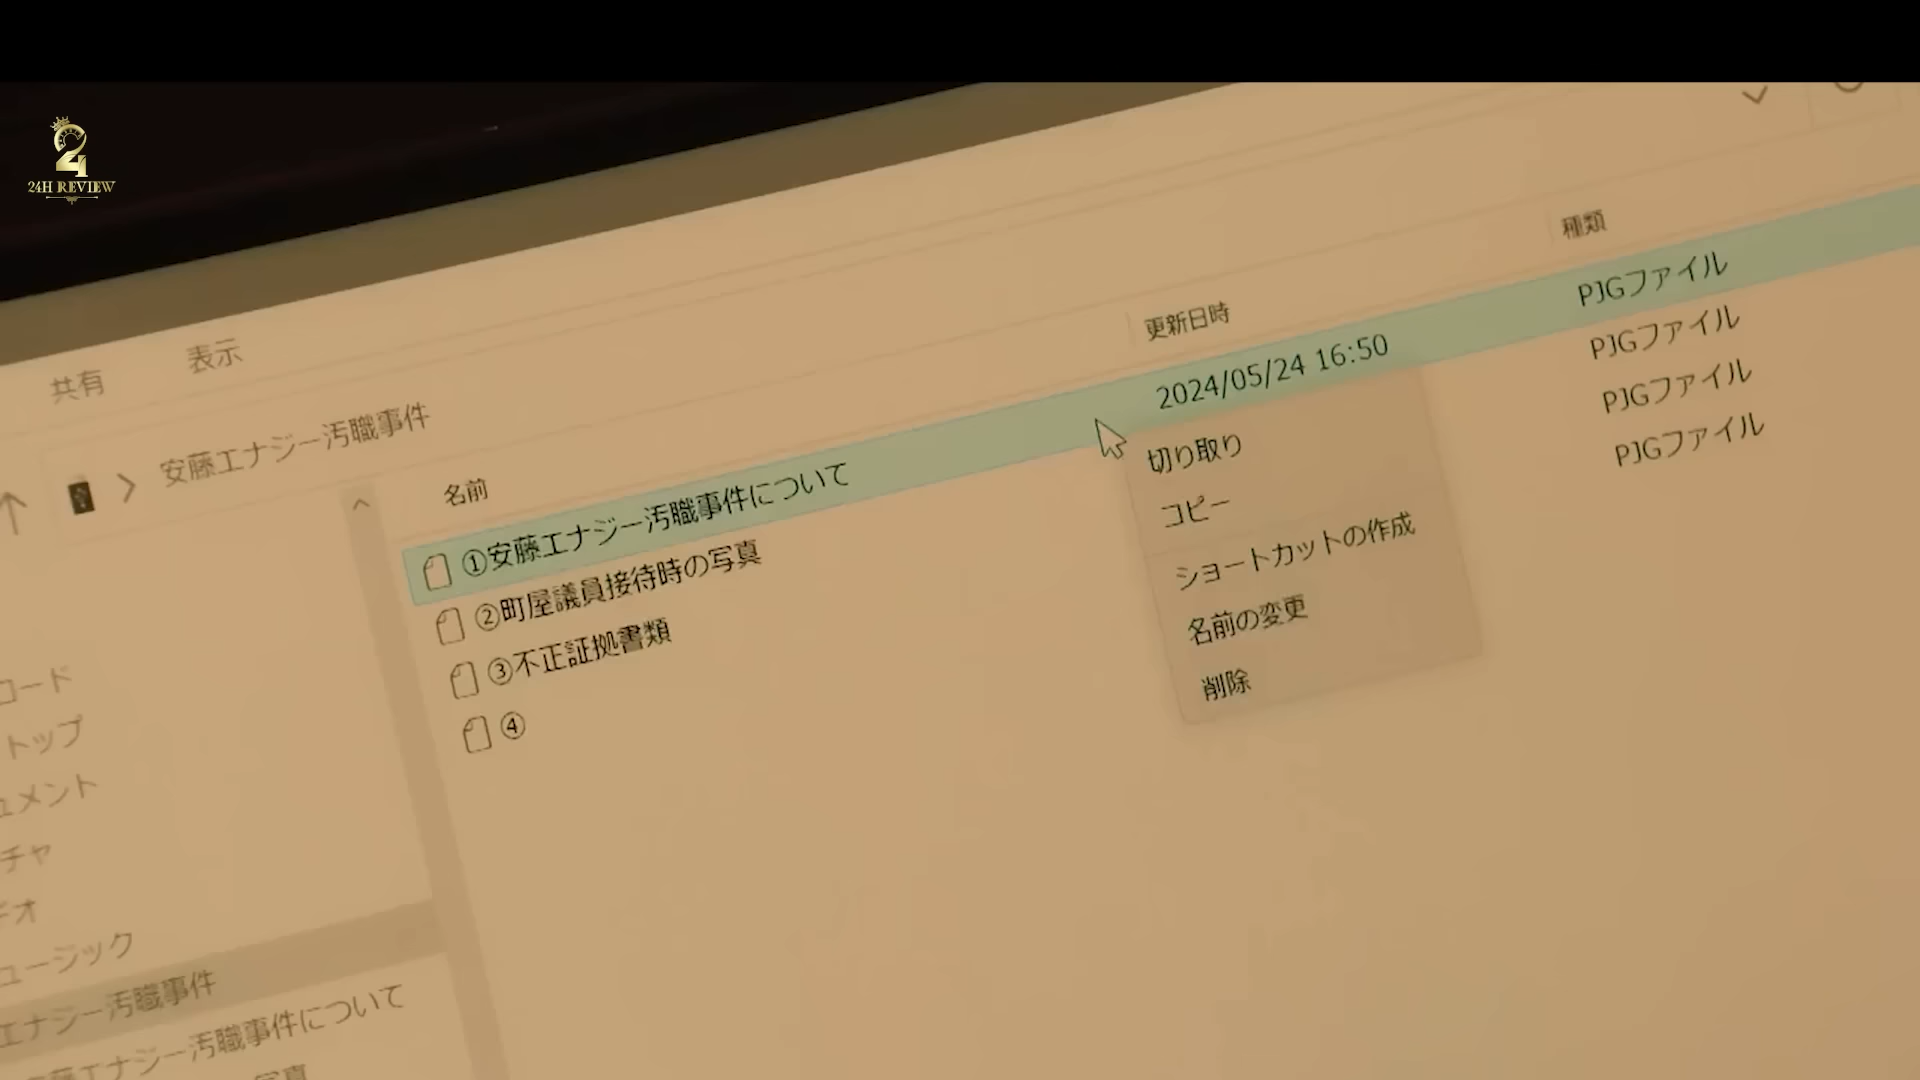 24H REVIEW
共有 表示
安藤エナジー汚職事件
名前 更新日時 種類
①安藤エナジー汚職事件について 2024/05/24 16:50 PJGファイル
②町屋議員接待時の写真 PJGファイル
③不正証拠書類 PJGファイル
④ PJGファイル
切り取り
コピー
ショートカットの作成
名前の変更
削除
ロード
トップ
ュメント
チャ
デオ
ュージック
エナジー汚職事件
安藤エナジー汚職事件について
写真